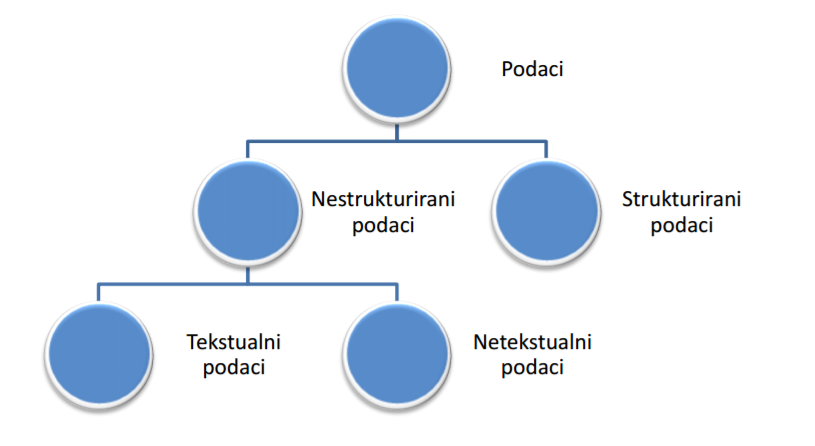 Podaci
Nestrukturirani
podaci
Strukturirani
podaci
Tekstualni
podaci
Netekstualni
podaci